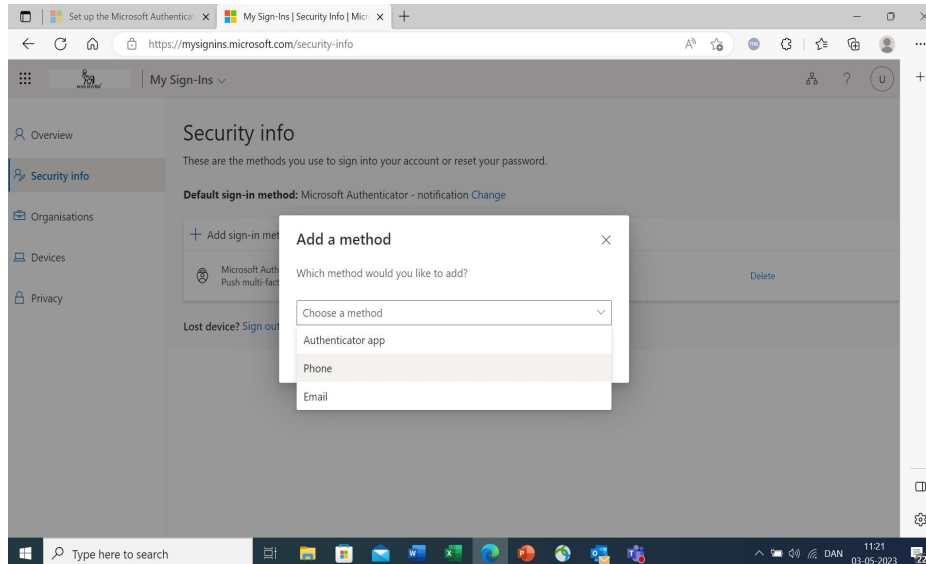 Set up the Microsoft Authenticat
My Sign-Ins | Security Info | Micr
https://mysignins.microsoft.com/security-info
My Sign-Ins
?
U
Overview
Security info
Organisations
Devices
Privacy
Security info
These are the methods you use to sign into your account or reset your password.
Default sign-in method: Microsoft Authenticator - notification Change
+ Add sign-in met
Microsoft Auth
Push multi-fact
Delete
Lost device? Sign out
Add a method
Which method would you like to add?
Choose a method
Authenticator app
Phone
Email
Type here to search
DAN
11:21
03-05-2023
22